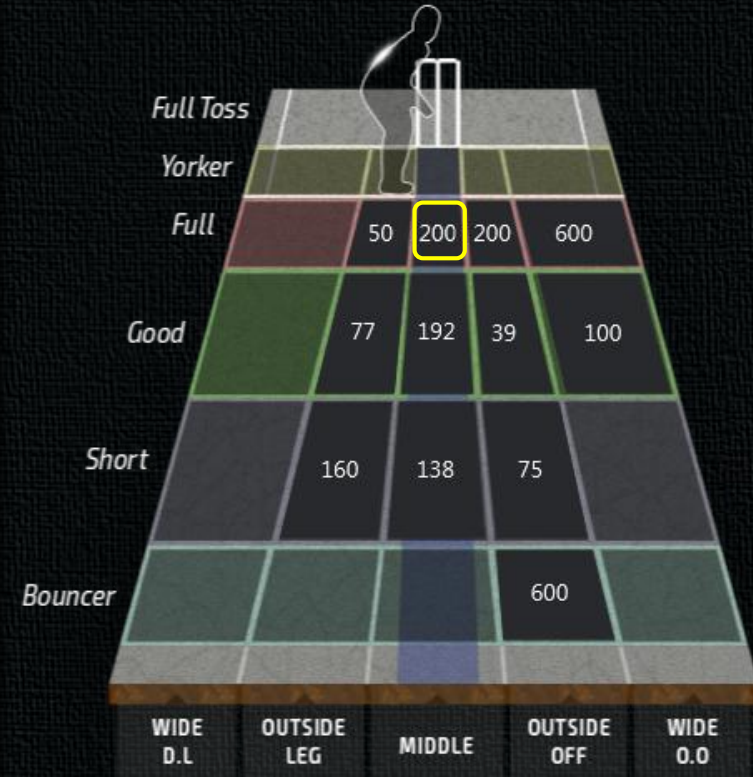 Full Toss
Yorker
Full 50 200 200 600
Good 77 192 39 100
Short 160 138 75
Bouncer 600
WIDE D.L
OUTSIDE LEG
MIDDLE
OUTSIDE OFF
WIDE O.O